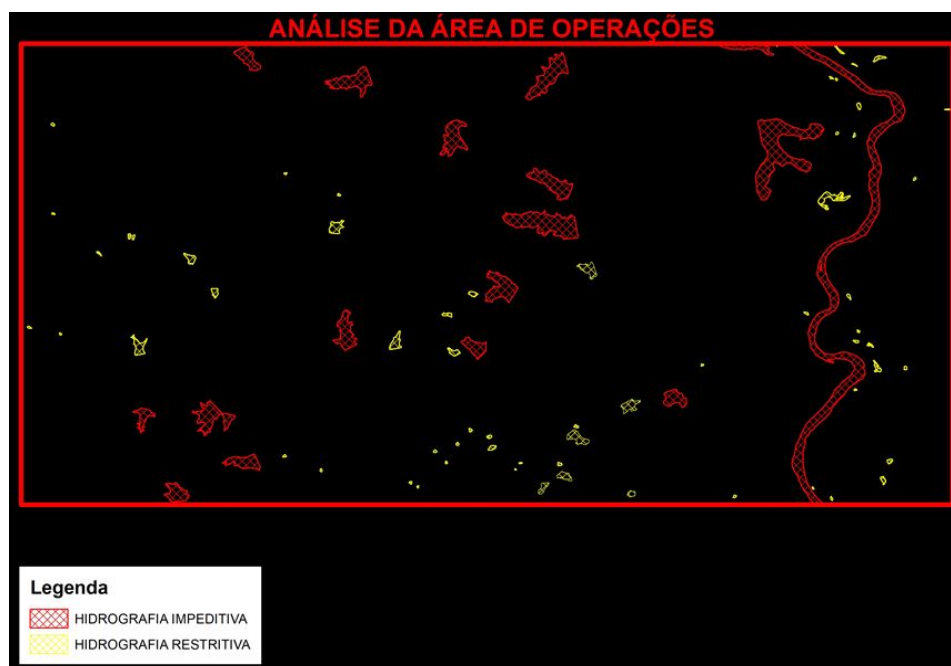 ANÁLISE DA ÁREA DE OPERAÇÕES
Legenda
HIDROGRAFIA IMPEDITIVA
HIDROGRAFIA RESTRITIVA